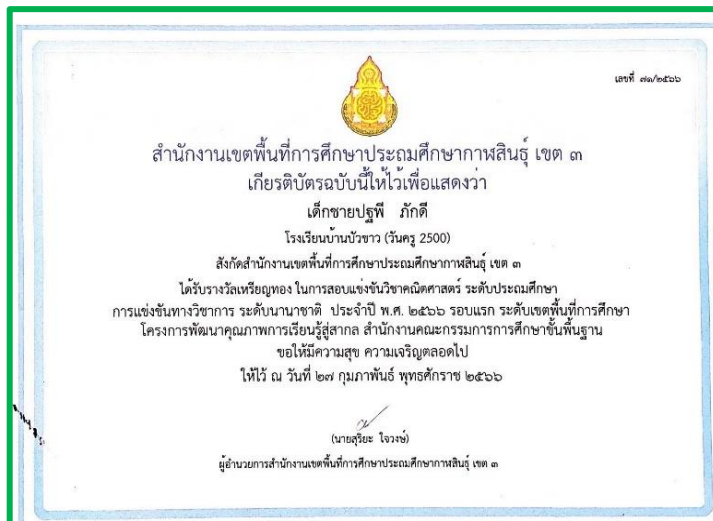 เลขที่ ๗๑/๒๕๖๖
สำนักงานเขตพื้นที่การศึกษาประถมศึกษากาฬสินธุ์ เขต ๓
เกียรติบัตรฉบับนี้ให้ไว้เพื่อแสดงว่า
เด็กชายปฐพี ภักดี
โรงเรียนบ้านบัวขาว (วันครู 2500)
สังกัดสำนักงานเขตพื้นที่การศึกษาประถมศึกษากาฬสินธุ์ เขต ๓
ได้รับรางวัลเหรียญทอง ในการสอบแข่งขันวิชาคณิตศาสตร์ ระดับประถมศึกษา
การแข่งขันทางวิชาการ ระดับนานาชาติ ประจำปี พ.ศ. ๒๕๖๖ รอบแรก ระดับเขตพื้นที่การศึกษา
โครงการพัฒนาคุณภาพการเรียนรู้สู่สากล สำนักงานคณะกรรมการการศึกษาขั้นพื้นฐาน
ขอให้มีความสุข ความเจริญตลอดไป
ให้ไว้ ณ วันที่ ๒๗ กุมภาพันธ์ พุทธศักราช ๒๕๖๖
(นายสุริยะ ใจวงษ์)
ผู้อำนวยการสำนักงานเขตพื้นที่การศึกษาประถมศึกษากาฬสินธุ์ เขต ๓